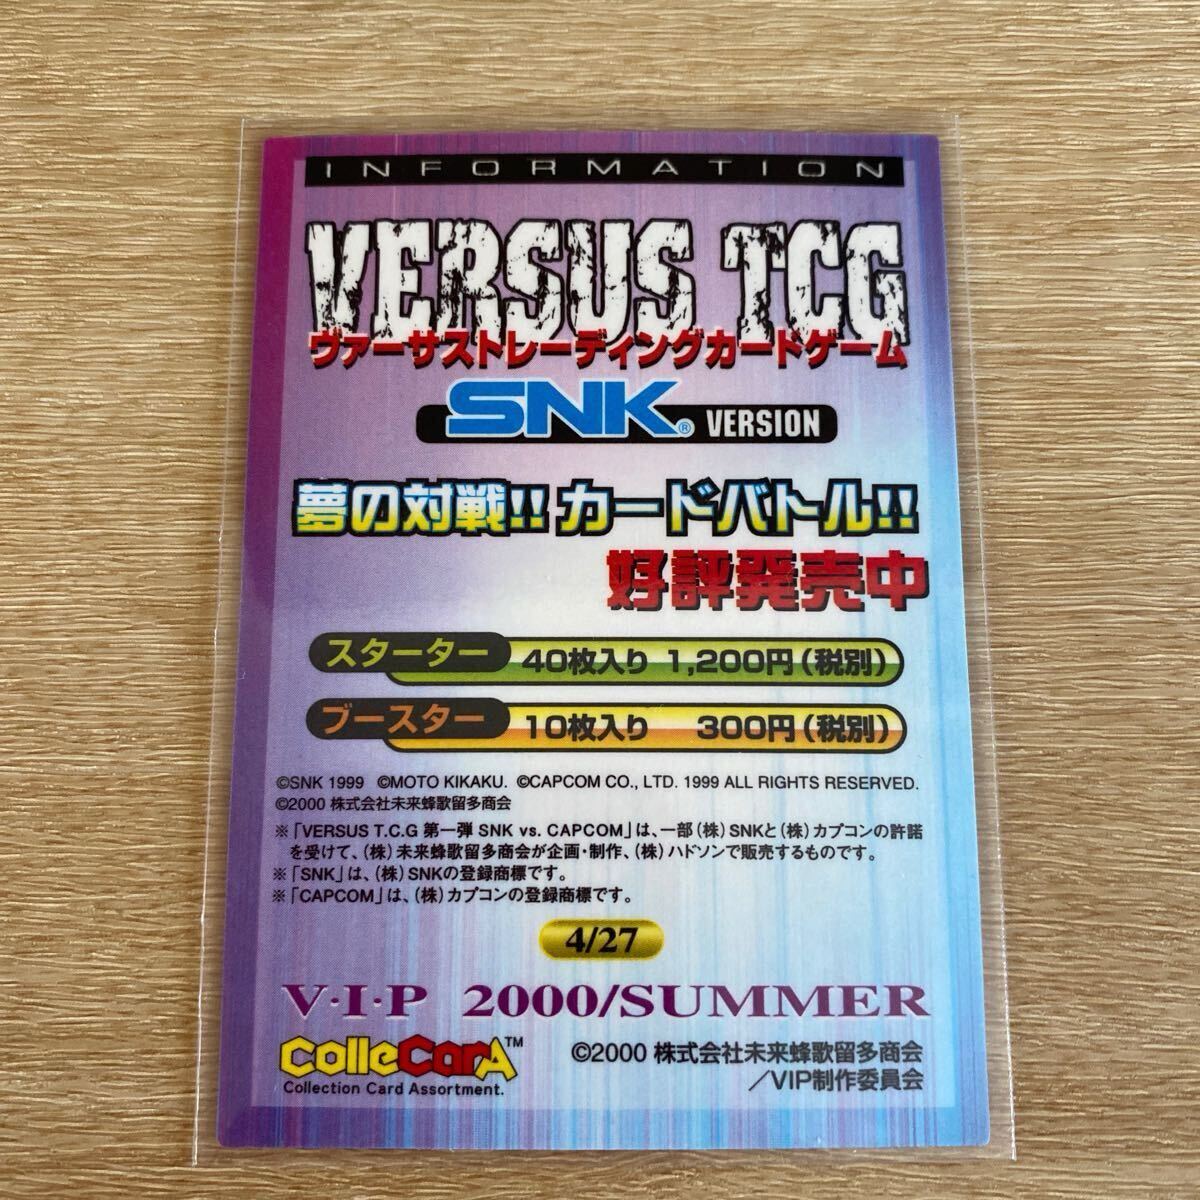 INFORMATION
VERSUS TCG
ヴァーサストレーディングカードゲーム
SNK® VERSION
夢の対戦!! カードバトル!!
好評発売中
スターター 40枚入り 1,200円(税別)
ブースター 10枚入り 300円(税別)
©SNK 1999 ©MOTO KIKAKU. ©CAPCOM CO., LTD. 1999 ALL RIGHTS RESERVED.
©2000 株式会社未来蜂歌留多商会
※「VERSUS T.C.G 第一弾 SNK vs. CAPCOM」は、一部(株)SNKと(株)カプコンの許諾
を受けて、(株)未来蜂歌留多商会が企画・制作、(株)ハドソンで販売するものです。
※「SNK」は、(株)SNKの登録商標です。
※「CAPCOM」は、(株)カプコンの登録商標です。
4/27
V・I・P 2000/SUMMER
ColleCarA™
Collection Card Assortment.
©2000 株式会社未来蜂歌留多商会
／VIP制作委員会